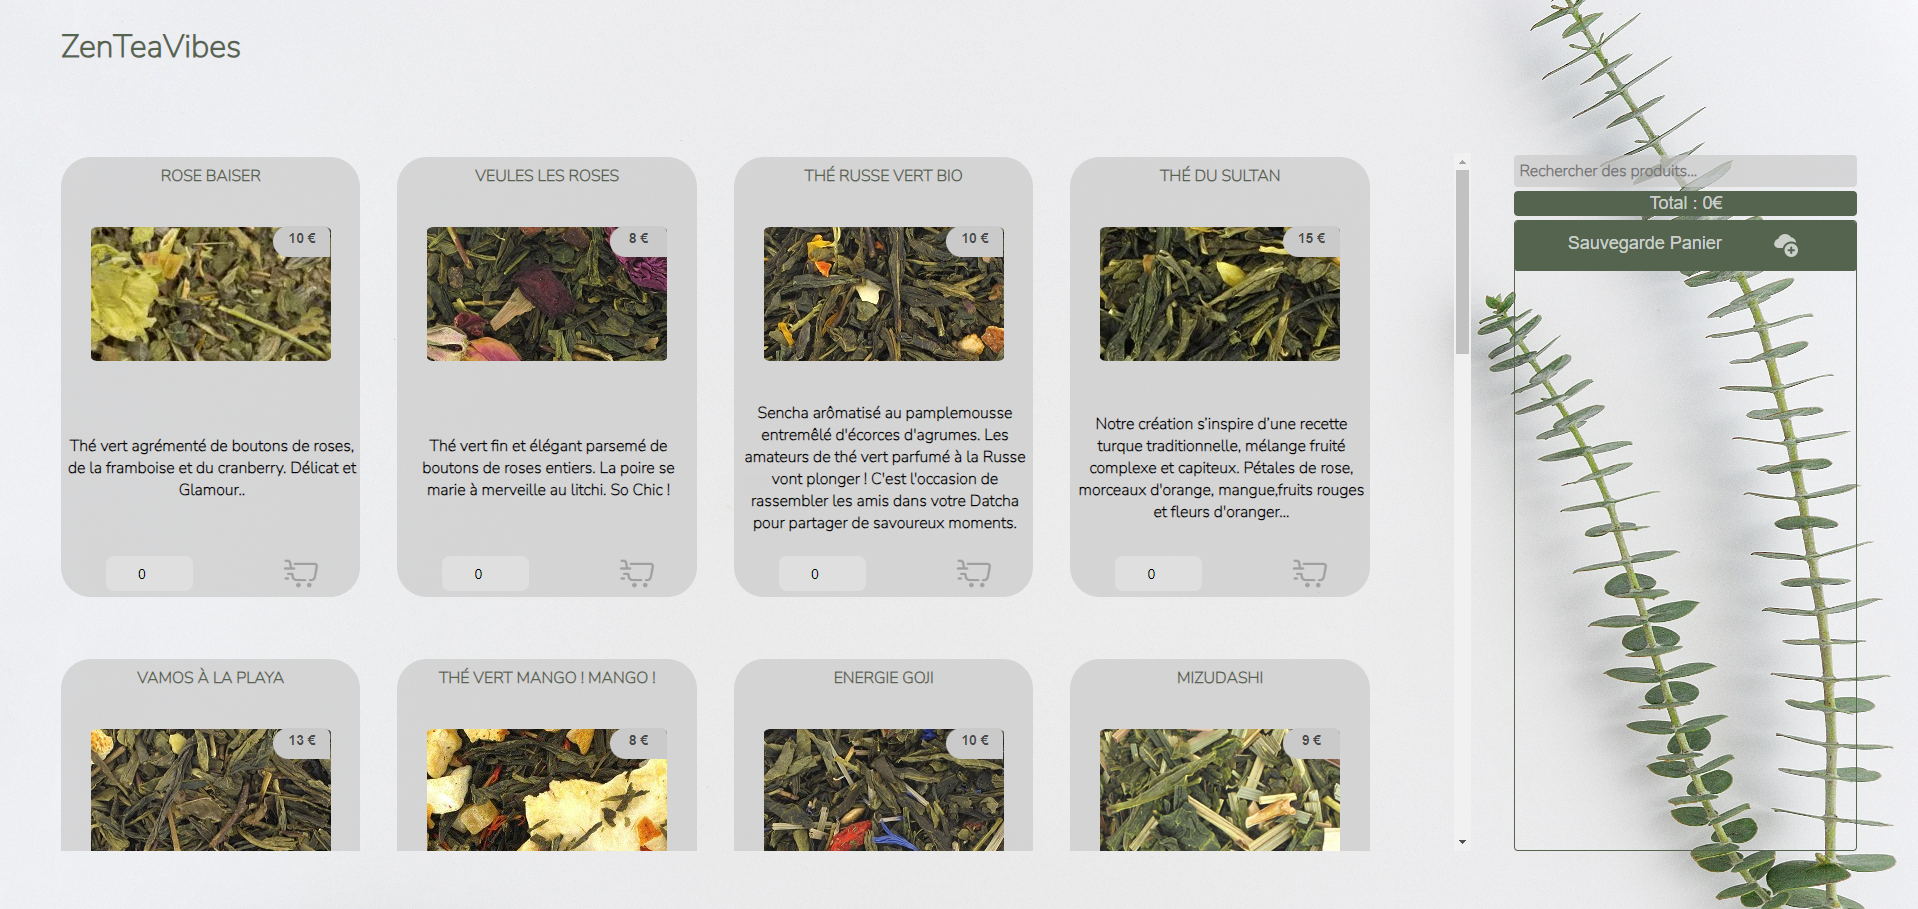 ZenTeaVibes
Rechercher des produits...
Total : 0€
Sauvegarde Panier
ROSE BAISER
10 €
Thé vert agrémenté de boutons de roses,
de la framboise et du cranberry. Délicat et
Glamour..
0
VEULES LES ROSES
8 €
Thé vert fin et élégant parsemé de
boutons de roses entiers. La poire se
marie à merveille au litchi. So Chic !
0
THÉ RUSSE VERT BIO
10 €
Sencha arômatisé au pamplemousse
entremêlé d'écorces d'agrumes. Les
amateurs de thé vert parfumé à la Russe
vont plonger ! C'est l'occasion de
rassembler les amis dans votre Datcha
pour partager de savoureux moments.
0
THÉ DU SULTAN
15 €
Notre création s’inspire d’une recette
turque traditionnelle, mélange fruité
complexe et capiteux. Pétales de rose,
morceaux d'orange, mangue,fruits rouges
et fleurs d'oranger...
0
VAMOS À LA PLAYA
13 €
THÉ VERT MANGO ! MANGO !
8 €
ENERGIE GOJI
10 €
MIZUDASHI
9 €